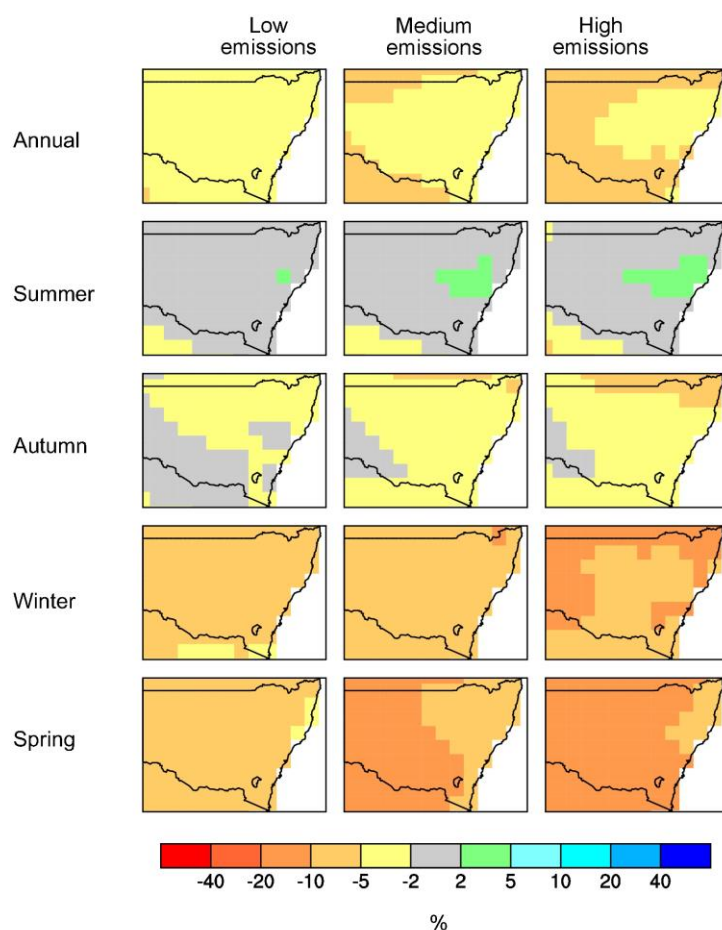 Low Medium High
emissions emissions emissions
Annual
Summer
Autumn
Winter
Spring
-40 -20 -10 -5 -2 2 5 10 20 40
%